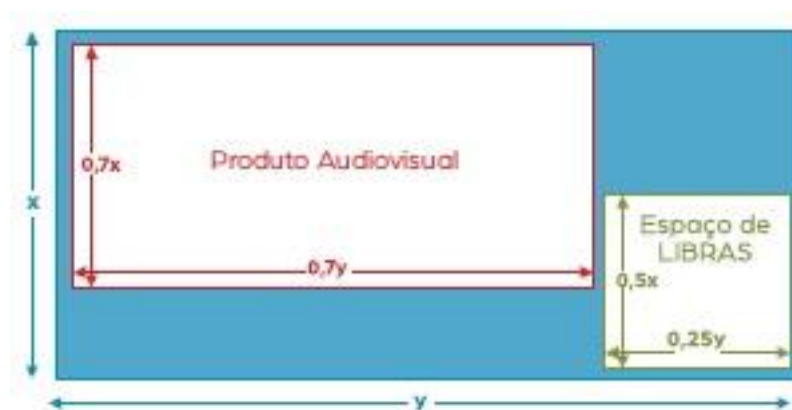 Produto Audiovisual
0,7x
x
Espaço de
LIBRAS
0,7y
0,5x
0,25y
y